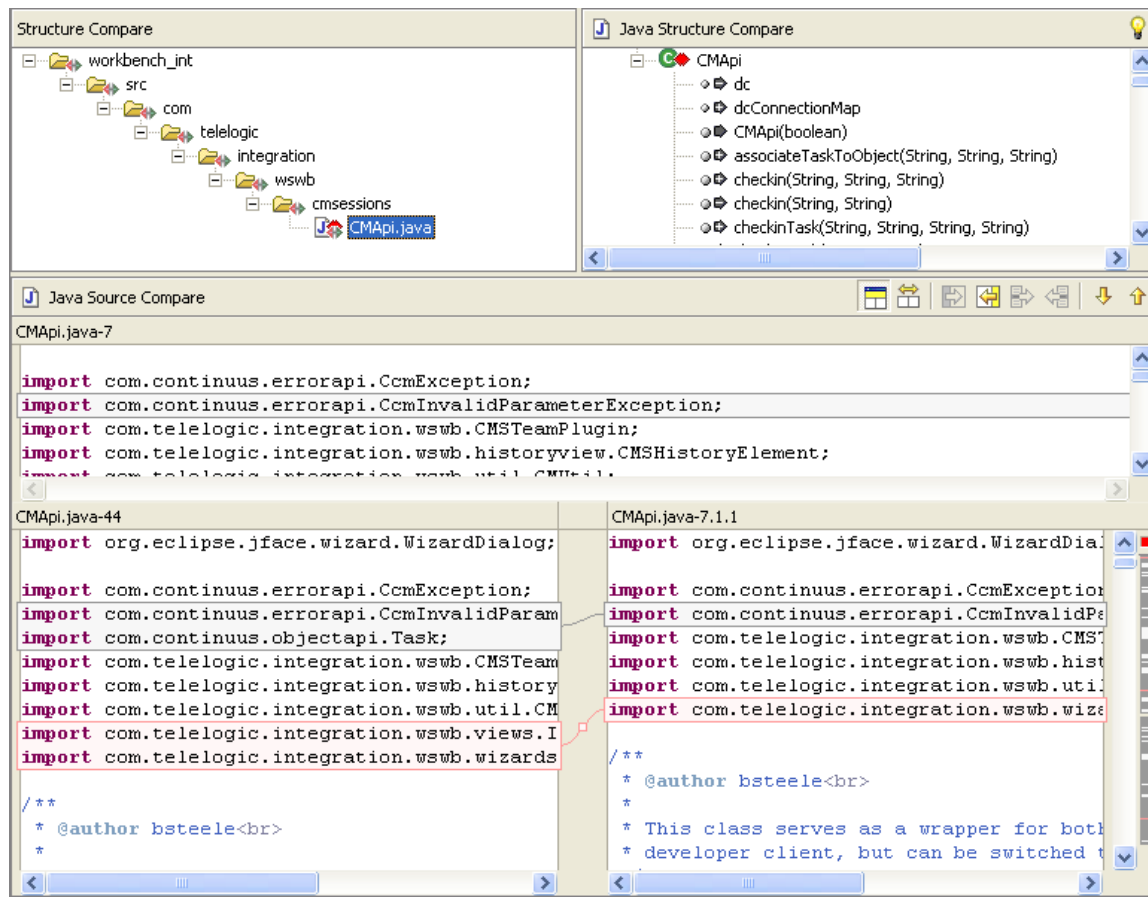 Structure Compare
workbench_int
src
com
telelogic
integration
wswb
cmsessions
CMApi.java
Java Structure Compare
CMApi
dc
dcConnectionMap
CMApi(boolean)
associateTaskToObject(String, String, String)
checkin(String, String, String)
checkin(String, String)
checkinTask(String, String, String, String)
Java Source Compare
CMApi.java-7
import com.continuus.errorapi.CcmException;
import com.continuus.errorapi.CcmInvalidParameterException;
import com.telelogic.integration.wswb.CMSTeamPlugin;
import com.telelogic.integration.wswb.historyview.CMSHistoryElement;
import com.telelogic.integration.wswb.util.CMUtil;
CMApi.java-44
import org.eclipse.jface.wizard.WizardDialog;
import com.continuus.errorapi.CcmException;
import com.continuus.errorapi.CcmInvalidParam
import com.continuus.objectapi.Task;
import com.telelogic.integration.wswb.CMSTeam
import com.telelogic.integration.wswb.history
import com.telelogic.integration.wswb.util.CM
import com.telelogic.integration.wswb.views.I
import com.telelogic.integration.wswb.wizards
/**
* @author bsteele<br>
*
CMApi.java-7.1.1
import org.eclipse.jface.wizard.WizardDial
import com.continuus.errorapi.CcmException
import com.continuus.errorapi.CcmInvalidPa
import com.telelogic.integration.wswb.CMST
import com.telelogic.integration.wswb.hist
import com.telelogic.integration.wswb.util
import com.telelogic.integration.wswb.wiza
/**
* @author bsteele<br>
*
* This class serves as a wrapper for both
* developer client, but can be switched t